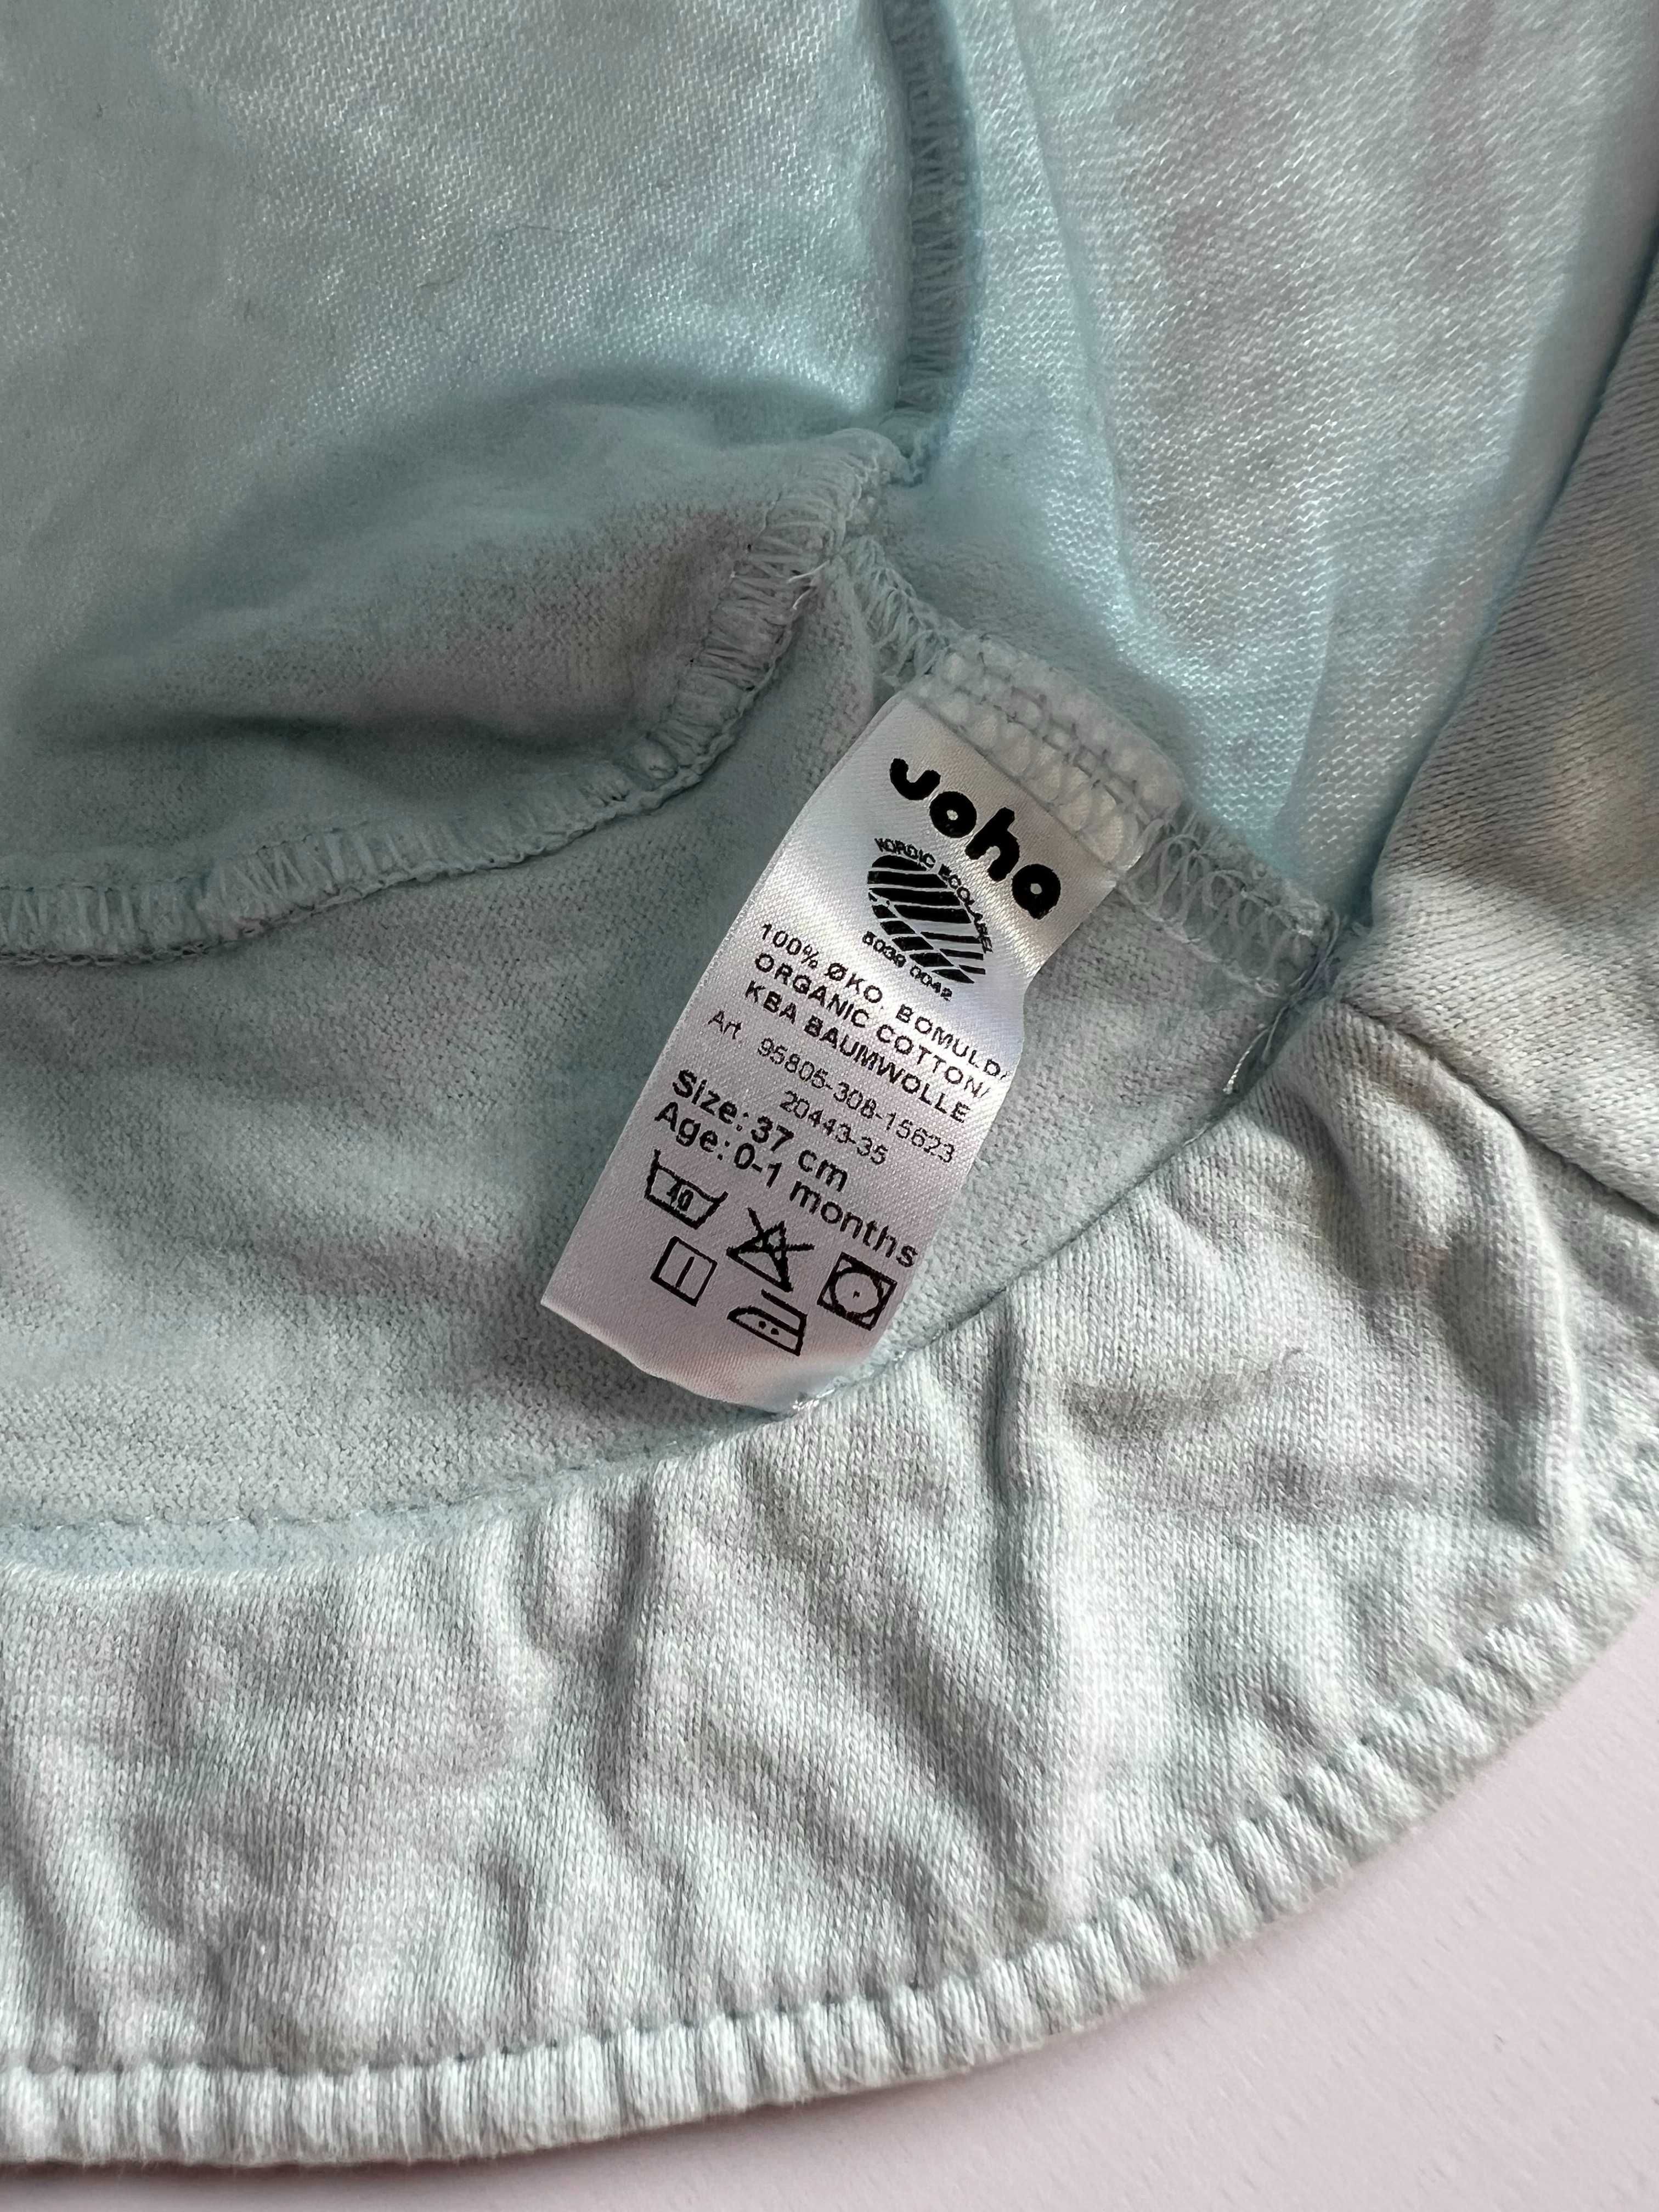 Joha
NORDIC ECOLABEL
5039 0042
100% ØKO BOMULD/
ORGANIC COTTON/
KBA BAUMWOLLE
Art 95805-308-15623
20443-35
Size: 37 cm
Age: 0-1 months
40